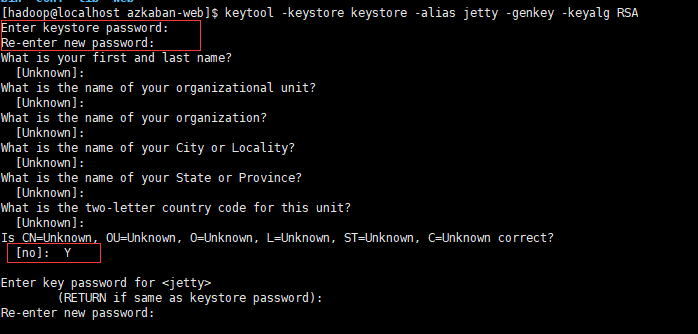 [hadoop@localhost azkaban-web]$ keytool -keystore keystore -alias jetty -genkey -keyalg RSA
Enter keystore password:
Re-enter new password:
What is your first and last name?
[Unknown]:
What is the name of your organizational unit?
[Unknown]:
What is the name of your organization?
[Unknown]:
What is the name of your City or Locality?
[Unknown]:
What is the name of your State or Province?
[Unknown]:
What is the two-letter country code for this unit?
[Unknown]:
Is CN=Unknown, OU=Unknown, O=Unknown, L=Unknown, ST=Unknown, C=Unknown correct?
[no]: Y
Enter key password for <jetty>
(RETURN if same as keystore password):
Re-enter new password: